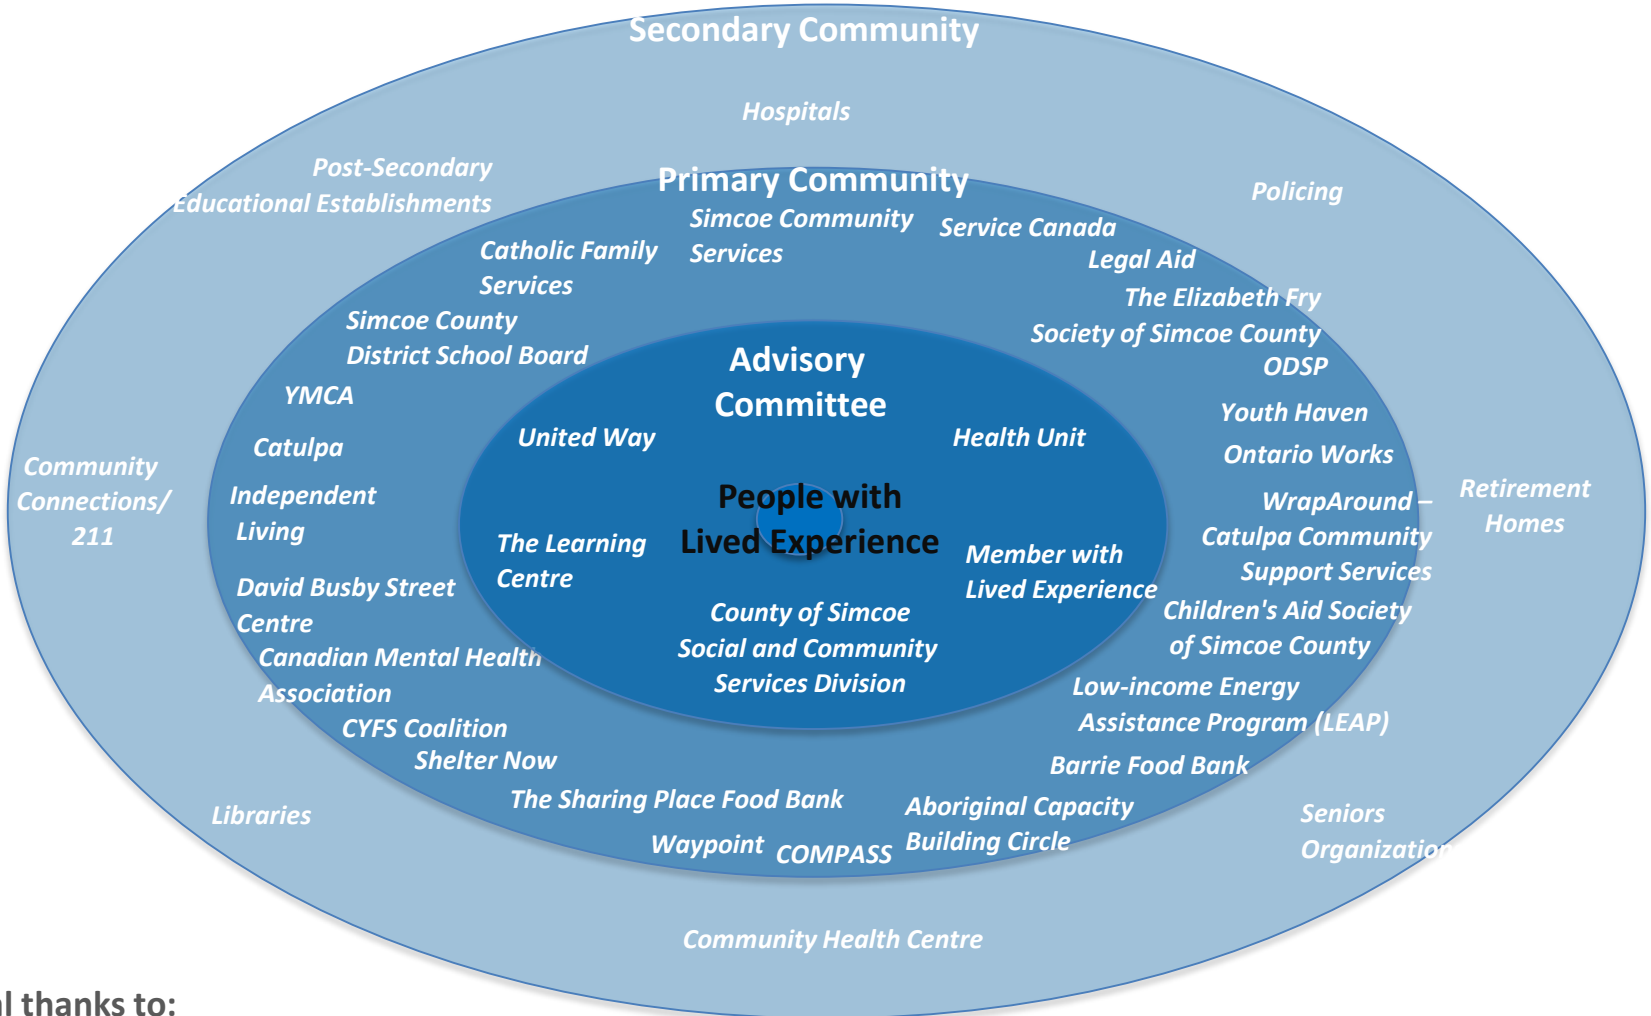 Secondary Community
Hospitals
Post-Secondary
Educational Establishments
Policing
Primary Community
Simcoe Community
Services
Service Canada
Legal Aid
Catholic Family
Services
The Elizabeth Fry
Society of Simcoe County
Simcoe County
District School Board
ODSP
YMCA
Youth Haven
Catulpa
Ontario Works
Independent
Living
WrapAround –
Catulpa Community
Support Services
Community
Connections/
211
Retirement
Homes
Advisory
Committee
United Way
Health Unit
People with
Lived Experience
The Learning
Centre
Member with
Lived Experience
County of Simcoe
Social and Community
Services Division
David Busby Street
Centre
Children's Aid Society
of Simcoe County
Canadian Mental Health
Association
Low-income Energy
Assistance Program (LEAP)
CYFS Coalition
Shelter Now
Barrie Food Bank
The Sharing Place Food Bank
Aboriginal Capacity
Building Circle
Waypoint
COMPASS
Libraries
Seniors
Organization
Community Health Centre
l thanks to: